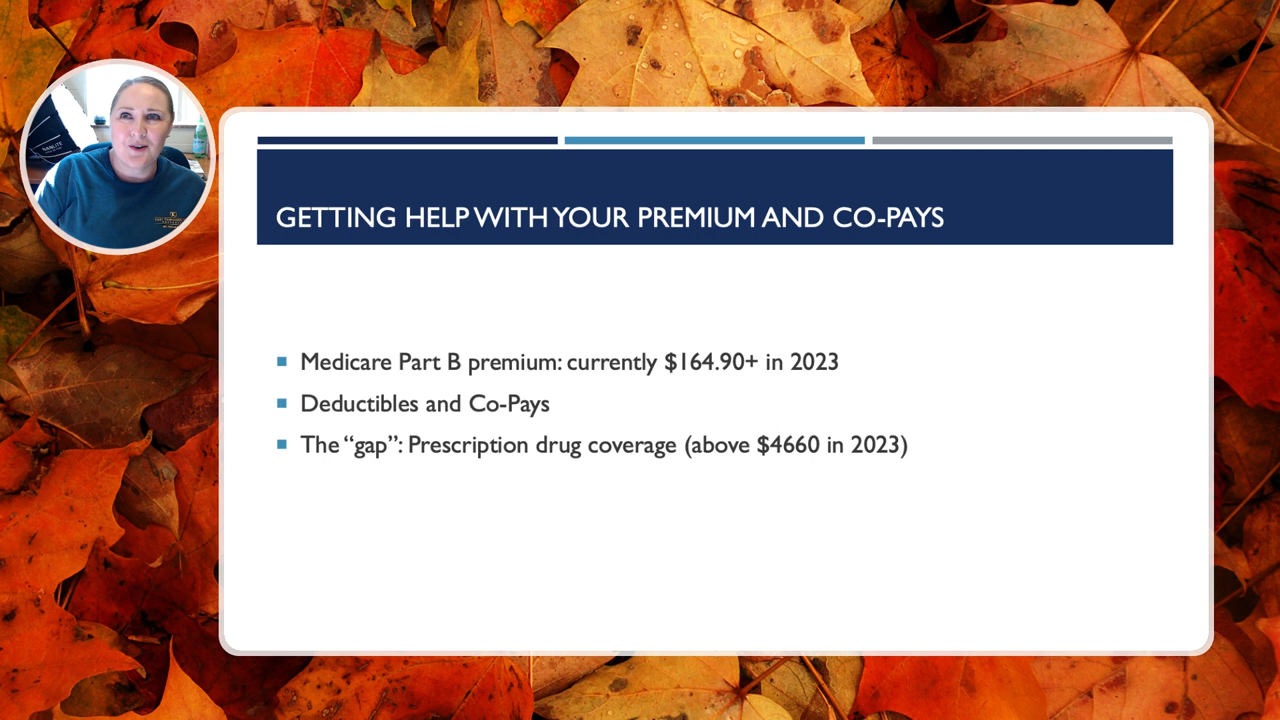 NANLITE
GETTING HELP WITH YOUR PREMIUM AND CO-PAYS
Medicare Part B premium: currently $164.90+ in 2023
Deductibles and Co-Pays
The “gap”: Prescription drug coverage (above $4660 in 2023)